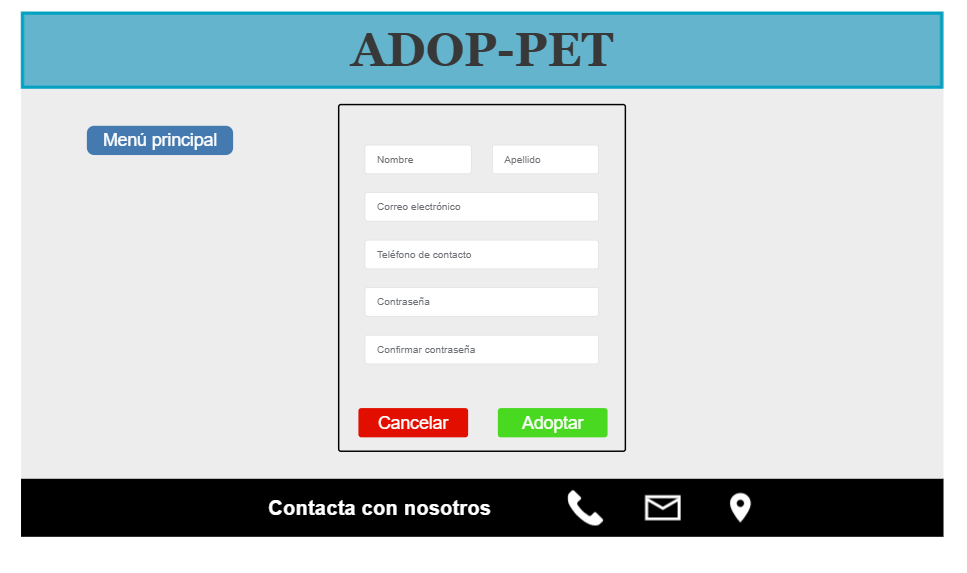 ADOP-PET
Menú principal
Nombre Apellido
Correo electrónico
Teléfono de contacto
Contraseña
Confirmar contraseña
Cancelar Adoptar
Contacta con nosotros